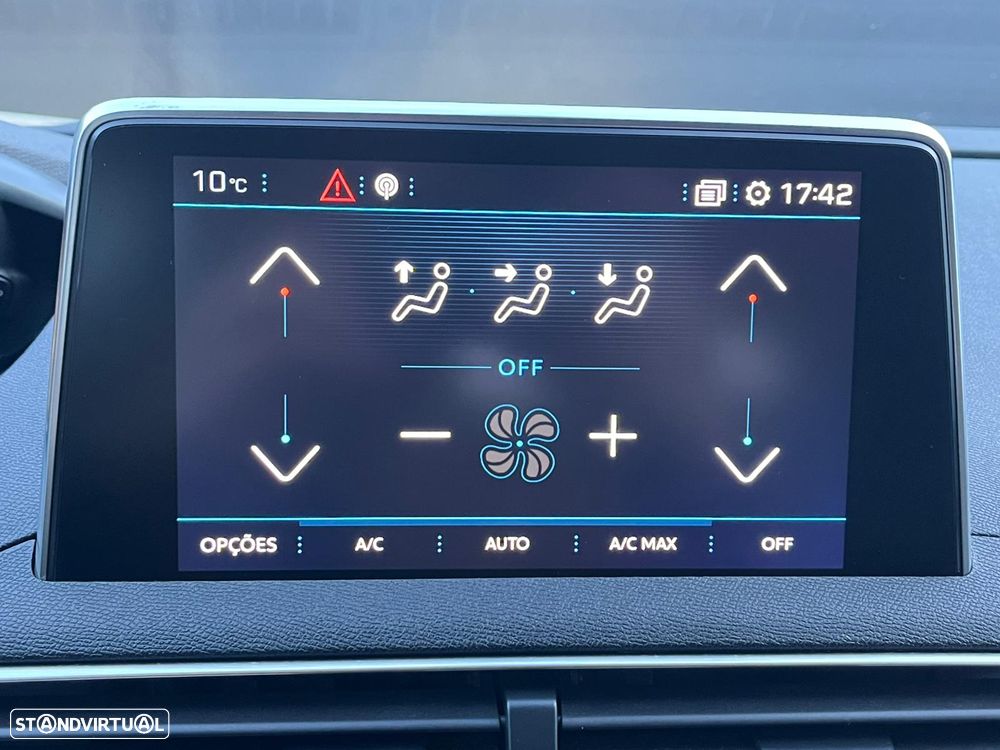 10°C 17:42
OFF
OPÇÕES A/C AUTO A/C MAX OFF
STANDVIRTUAL